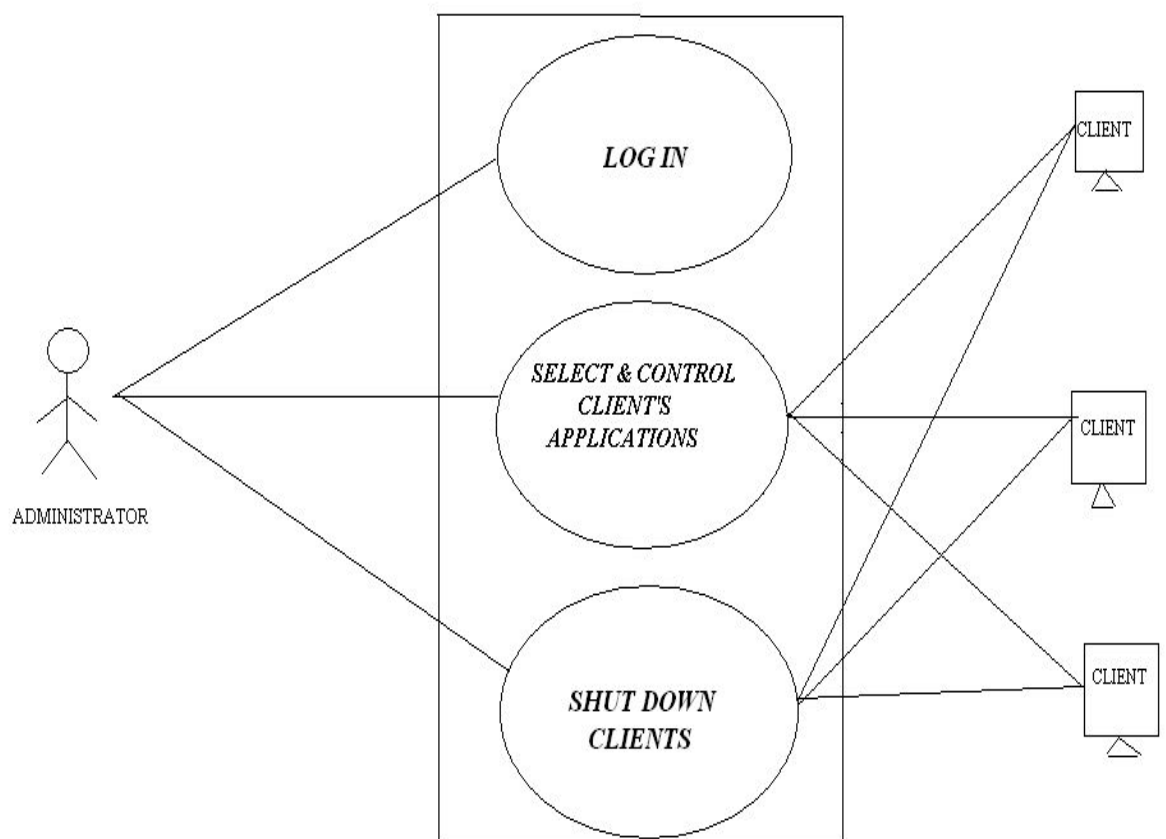 LOG IN
SELECT & CONTROL
CLIENT'S
APPLICATIONS
SHUT DOWN
CLIENTS
ADMINISTRATOR
CLIENT
CLIENT
CLIENT